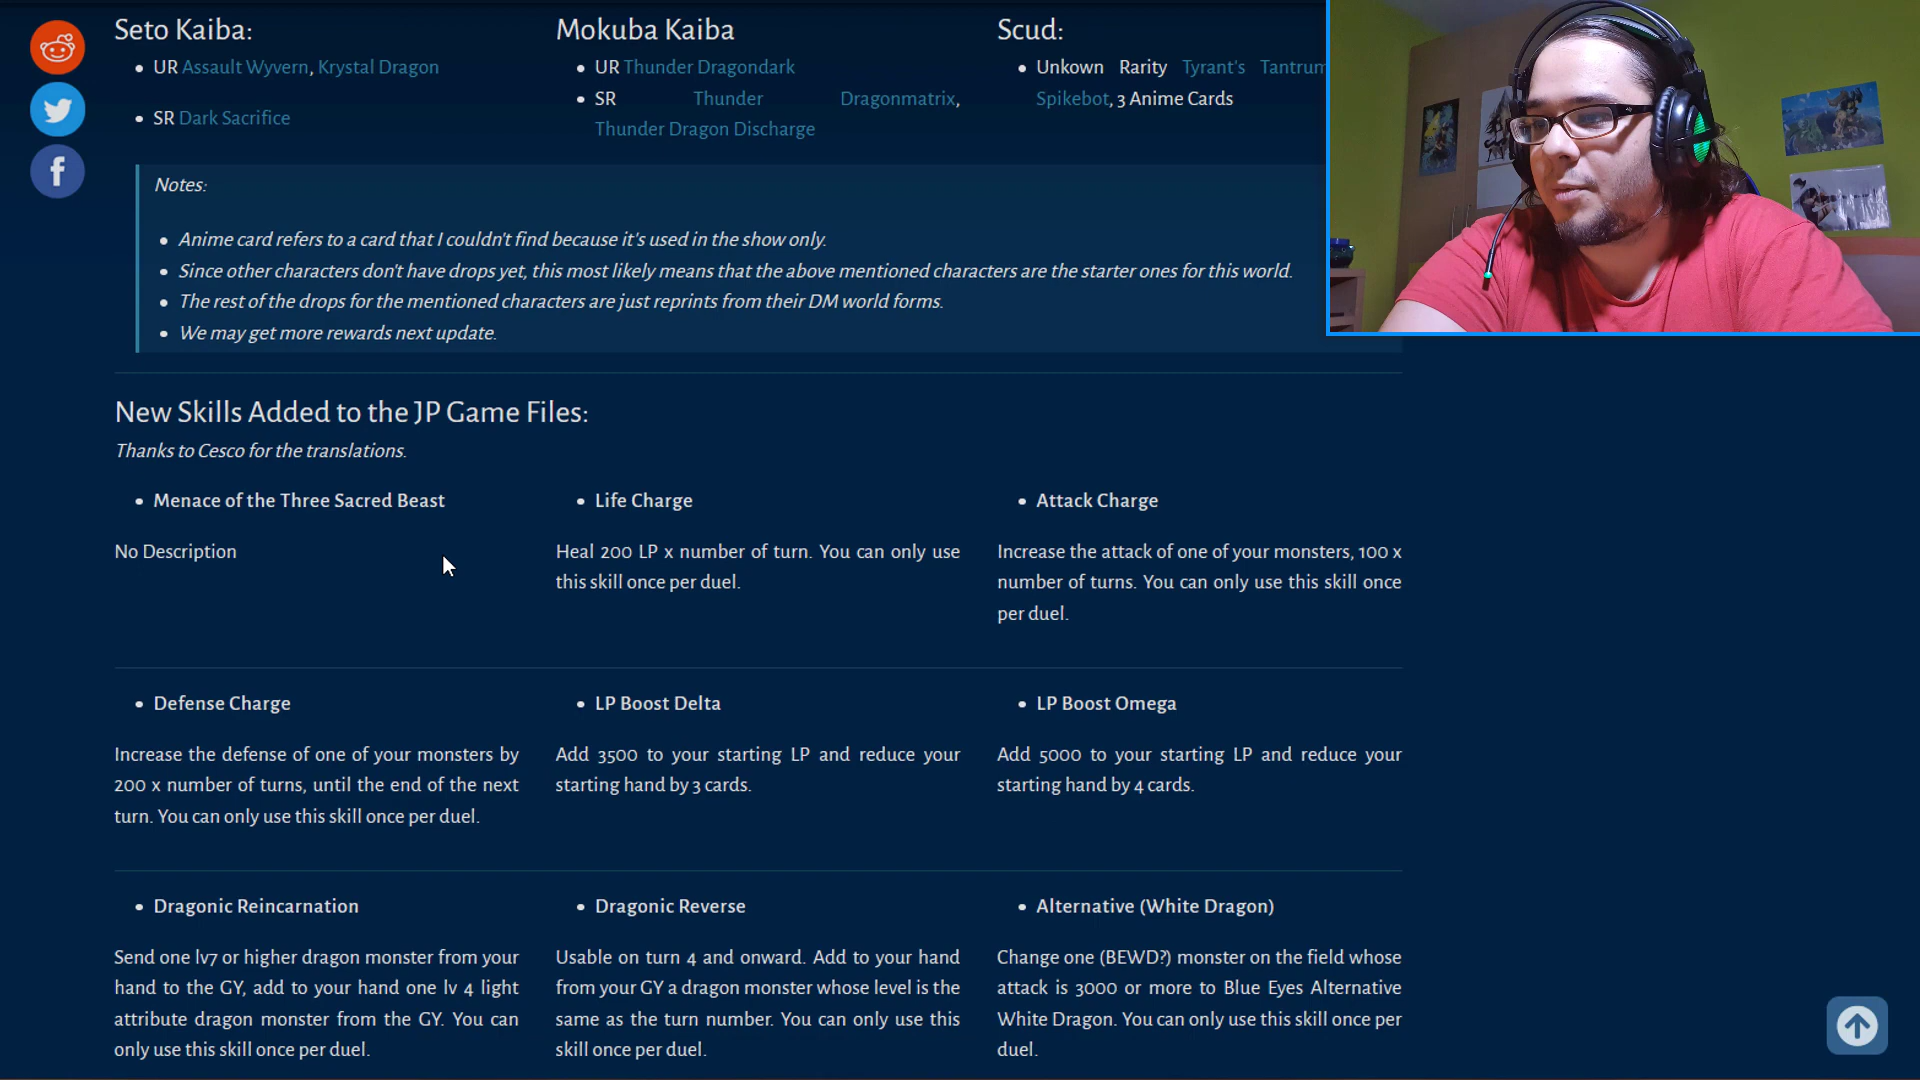 Seto Kaiba:
UR Assault Wyvern, Krystal Dragon
SR Dark Sacrifice
Mokuba Kaiba
UR Thunder Dragondark
SR Thunder Dragonmatrix,
Thunder Dragon Discharge
Scud:
Unkown Rarity Tyrant's Tantrum
Spikebot, 3 Anime Cards
Notes:
Anime card refers to a card that I couldn't find because it's used in the show only.
Since other characters don't have drops yet, this most likely means that the above mentioned characters are the starter ones for this world.
The rest of the drops for the mentioned characters are just reprints from their DM world forms.
We may get more rewards next update.
New Skills Added to the JP Game Files:
Thanks to Cesco for the translations.
Menace of the Three Sacred Beast
No Description
Life Charge
Heal 200 LP x number of turn. You can only use
this skill once per duel.
Attack Charge
Increase the attack of one of your monsters, 100 x
number of turns. You can only use this skill once
per duel.
Defense Charge
Increase the defense of one of your monsters by
200 x number of turns, until the end of the next
turn. You can only use this skill once per duel.
LP Boost Delta
Add 3500 to your starting LP and reduce your
starting hand by 3 cards.
LP Boost Omega
Add 5000 to your starting LP and reduce your
starting hand by 4 cards.
Dragonic Reincarnation
Send one lv7 or higher dragon monster from your
hand to the GY, add to your hand one lv 4 light
attribute dragon monster from the GY. You can
only use this skill once per duel.
Dragonic Reverse
Usable on turn 4 and onward. Add to your hand
from your GY a dragon monster whose level is the
same as the turn number. You can only use this
skill once per duel.
Alternative (White Dragon)
Change one (BEWD?) monster on the field whose
attack is 3000 or more to Blue Eyes Alternative
White Dragon. You can only use this skill once per
duel.